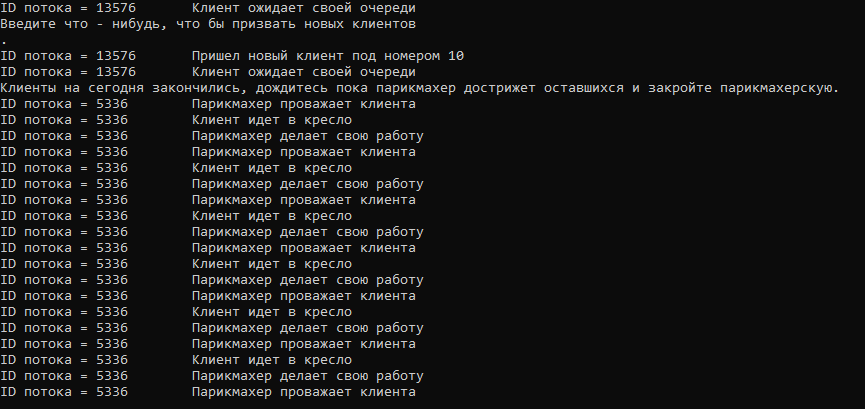 ID потока = 13576 Клиент ожидает своей очереди
Введите что - нибудь, что бы призвать новых клиентов
.
ID потока = 13576 Пришел новый клиент под номером 10
ID потока = 13576 Клиент ожидает своей очереди
Клиенты на сегодня закончились, дождитесь пока парикмахер дострижет оставшихся и закройте парикмахерскую.
ID потока = 5336 Парикмахер проважает клиента
ID потока = 5336 Клиент идет в кресло
ID потока = 5336 Парикмахер делает свою работу
ID потока = 5336 Парикмахер проважает клиента
ID потока = 5336 Клиент идет в кресло
ID потока = 5336 Парикмахер делает свою работу
ID потока = 5336 Парикмахер проважает клиента
ID потока = 5336 Клиент идет в кресло
ID потока = 5336 Парикмахер делает свою работу
ID потока = 5336 Парикмахер проважает клиента
ID потока = 5336 Клиент идет в кресло
ID потока = 5336 Парикмахер делает свою работу
ID потока = 5336 Парикмахер проважает клиента
ID потока = 5336 Клиент идет в кресло
ID потока = 5336 Парикмахер делает свою работу
ID потока = 5336 Парикмахер проважает клиента
ID потока = 5336 Клиент идет в кресло
ID потока = 5336 Парикмахер делает свою работу
ID потока = 5336 Парикмахер проважает клиента